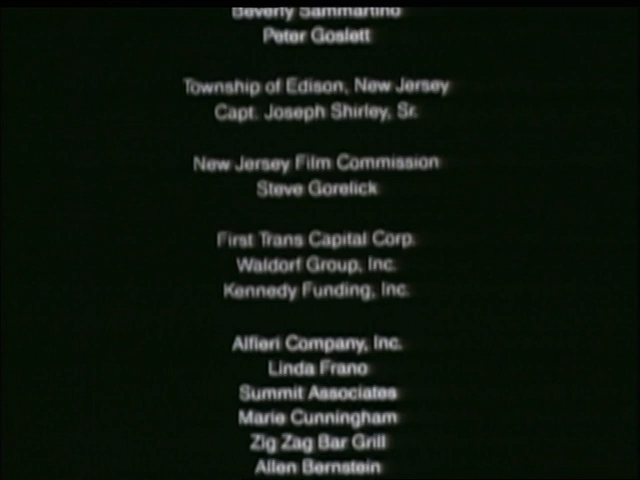 Beverly Sammartino
Peter Goslett
Township of Edison, New Jersey
Capt. Joseph Shirley, Sr.
New Jersey Film Commission
Steve Gorelick
First Trans Capital Corp.
Waldorf Group, Inc.
Kennedy Funding, Inc.
Alfieri Company, Inc.
Linda Frano
Summit Associates
Marie Cunningham
Zig Zag Bar Grill
Allen Bernstein